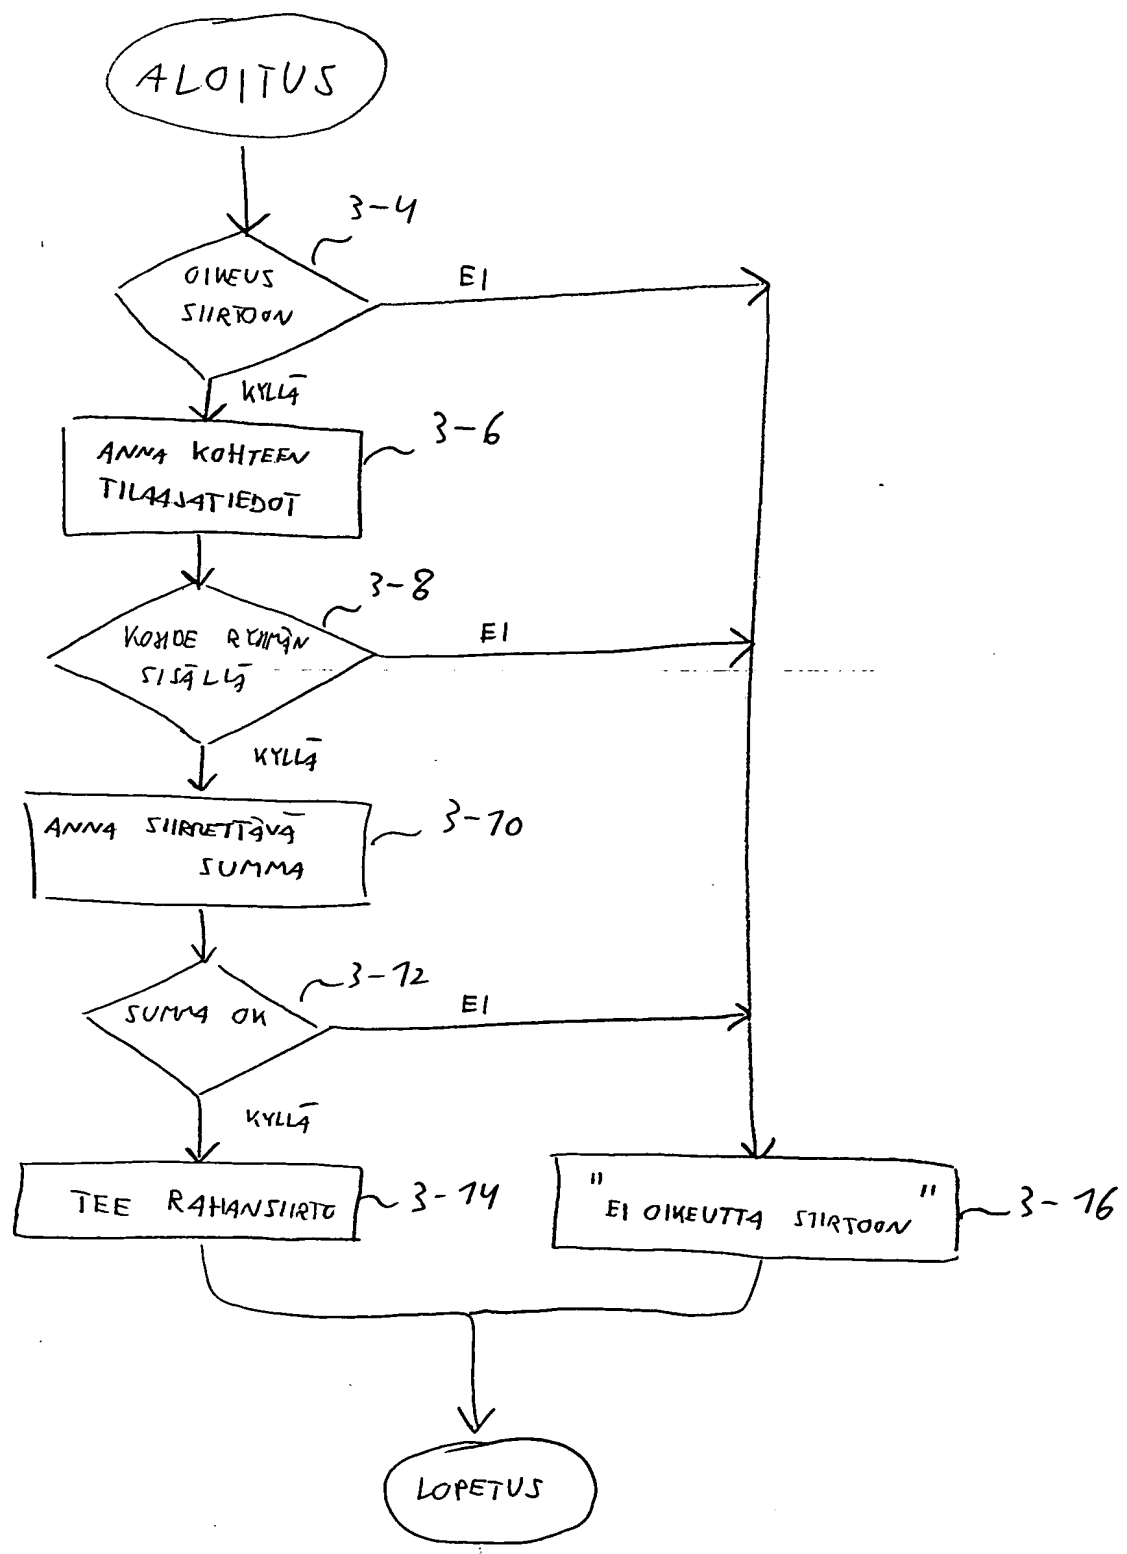 ALOITUS
3-4
OIKEUS
SIIRTOON
EI
KYLLÄ
3-6
ANNA KOHTEEN
TILAAJATIEDOT
3-8
KOHDE RYHMÄN
SISÄLLÄ
EI
KYLLÄ
3-10
ANNA SIIRRETTÄVÄ
SUMMA
3-12
SUMMA OK
EI
KYLLÄ
TEE RAHANSIIRTO
3-14
"EI OIKEUTTA SIIRTOON"
3-16
LOPETUS